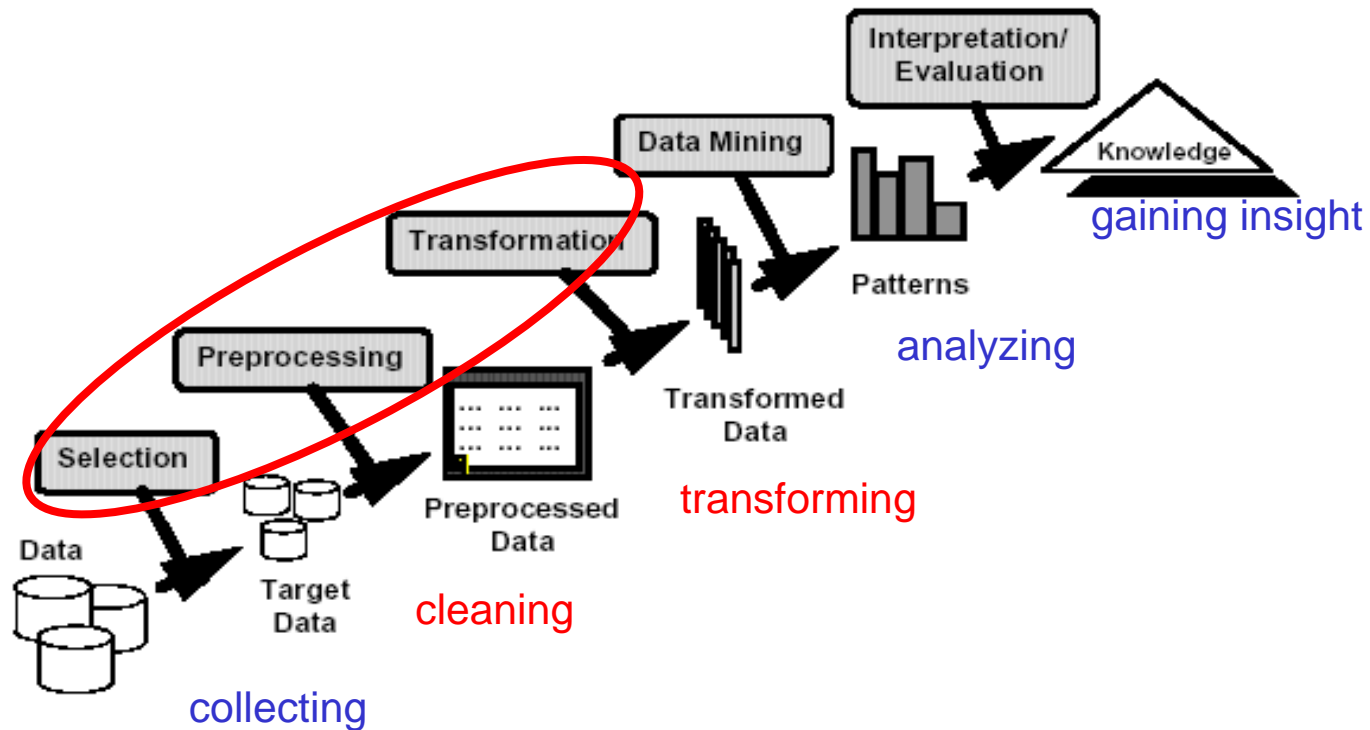 Interpretation/
Evaluation
Data Mining
Knowledge
gaining insight
Transformation
Patterns
analyzing
Preprocessing
Transformed
Data
... ... ...
... ... ...
... ... ...
Selection
transforming
Preprocessed
Data
Data
Target
Data
cleaning
collecting